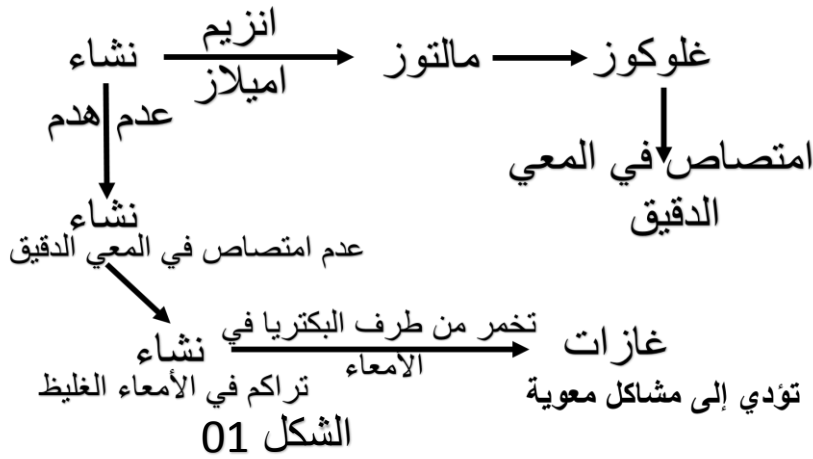 انزيم
نشاء
اميلاز
مالتوز
غلوكوز
عدم هدم
امتصاص في المعي
الدقيق
نشاء
عدم امتصاص في المعي الدقيق
نشاء
تخمر من طرف البكتريا في
الامعاء
غازات
تراكم في الأمعاء الغليظ
تؤدي إلى مشاكل معوية
الشكل 01